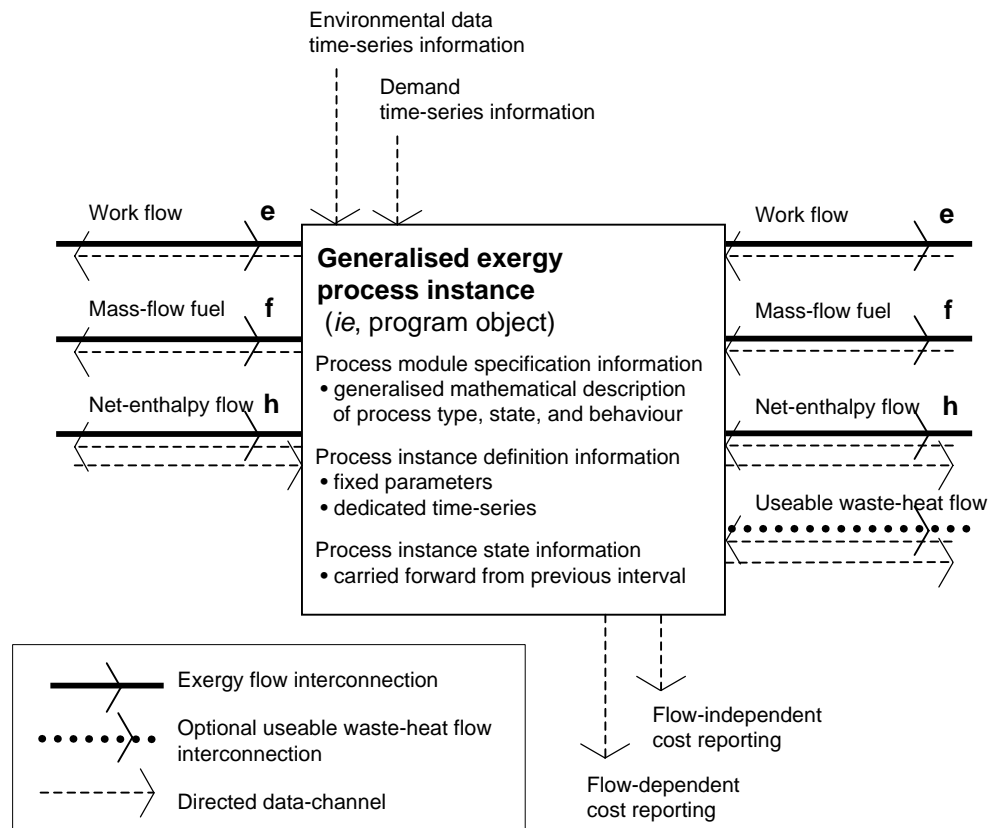 Environmental data
time-series information
Demand
time-series information
Work flow e
Mass-flow fuel f
Net-enthalpy flow h
Generalised exergy
process instance
(ie, program object)
Process module specification information
• generalised mathematical description
of process type, state, and behaviour
Process instance definition information
• fixed parameters
• dedicated time-series
Process instance state information
• carried forward from previous interval
Work flow e
Mass-flow fuel f
Net-enthalpy flow h
Useable waste-heat flow
Exergy flow interconnection
Optional useable waste-heat flow
interconnection
Directed data-channel
Flow-independent
cost reporting
Flow-dependent
cost reporting